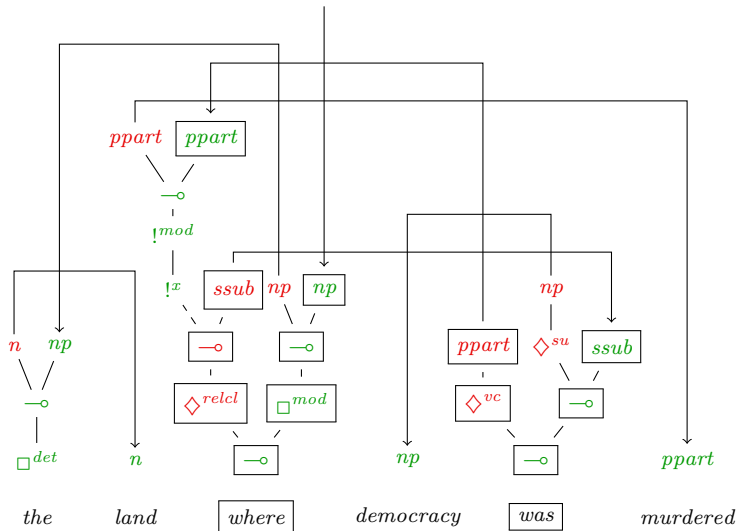 ppart ppart
⊸
!^mod
!^x ssub np np np
n np ⊸ ⊸ ppart ◇^su ssub
⊸ ◇^relcl □^mod ◇^vc ⊸
□^det n ⊸ np ⊸ ppart
the land where democracy was murdered